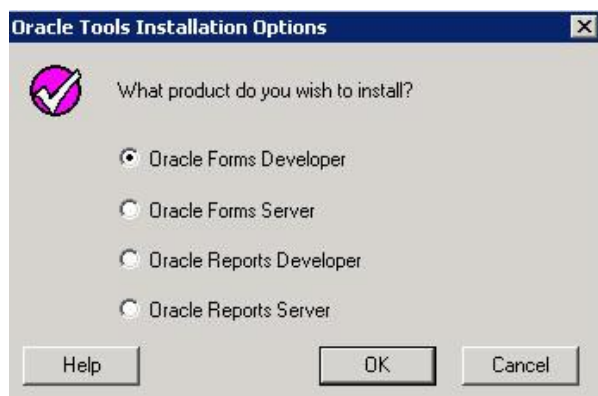 Oracle Tools Installation Options
What product do you wish to install?
Oracle Forms Developer
Oracle Forms Server
Oracle Reports Developer
Oracle Reports Server
Help OK Cancel